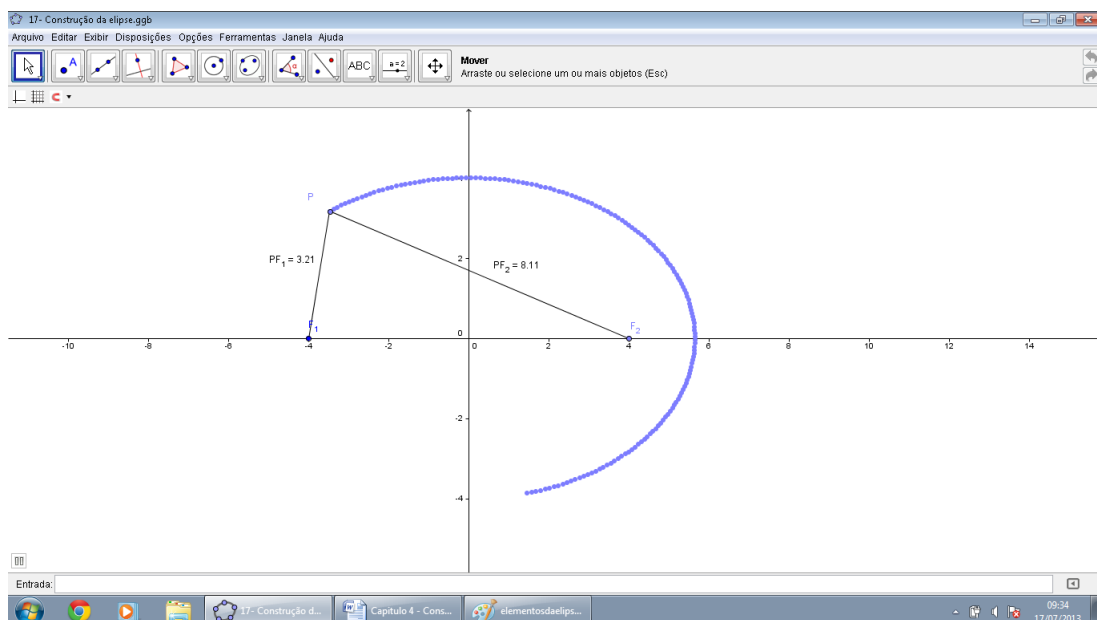 17- Construção da elipse.ggb
Arquivo Editar Exibir Disposições Opções Ferramentas Janela Ajuda
A
ABC
a=2
Mover
Arraste ou selecione um ou mais objetos (Esc)
P
PF1 = 3.21
2
PF2 = 8.11
F1
0
F2
-10 -8 -6 -4 -2 0 2 4 6 8 10 12 14
-2
-4
Entrada:
17- Construção d... Capitulo 4 - Cons... elementosdaelips...
09:34
17/07/2013